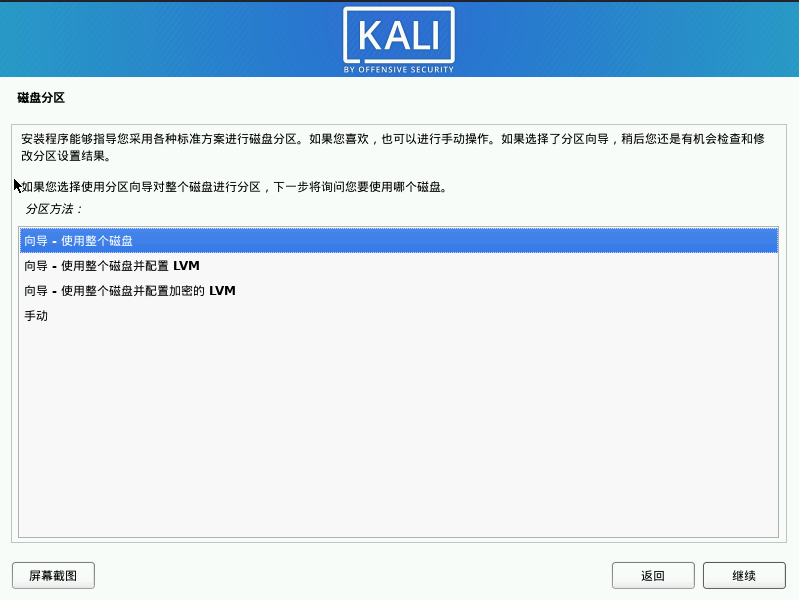 KALI
BY OFFENSIVE SECURITY
磁盘分区
安装程序能够指导您采用各种标准方案进行磁盘分区。如果您喜欢，也可以进行手动操作。如果选择了分区向导，稍后您还是有机会检查和修
改分区设置结果。
如果您选择使用分区向导对整个磁盘进行分区，下一步将询问您要使用哪个磁盘。
分区方法：
向导 - 使用整个磁盘
向导 - 使用整个磁盘并配置 LVM
向导 - 使用整个磁盘并配置加密的 LVM
手动
屏幕截图
返回
继续